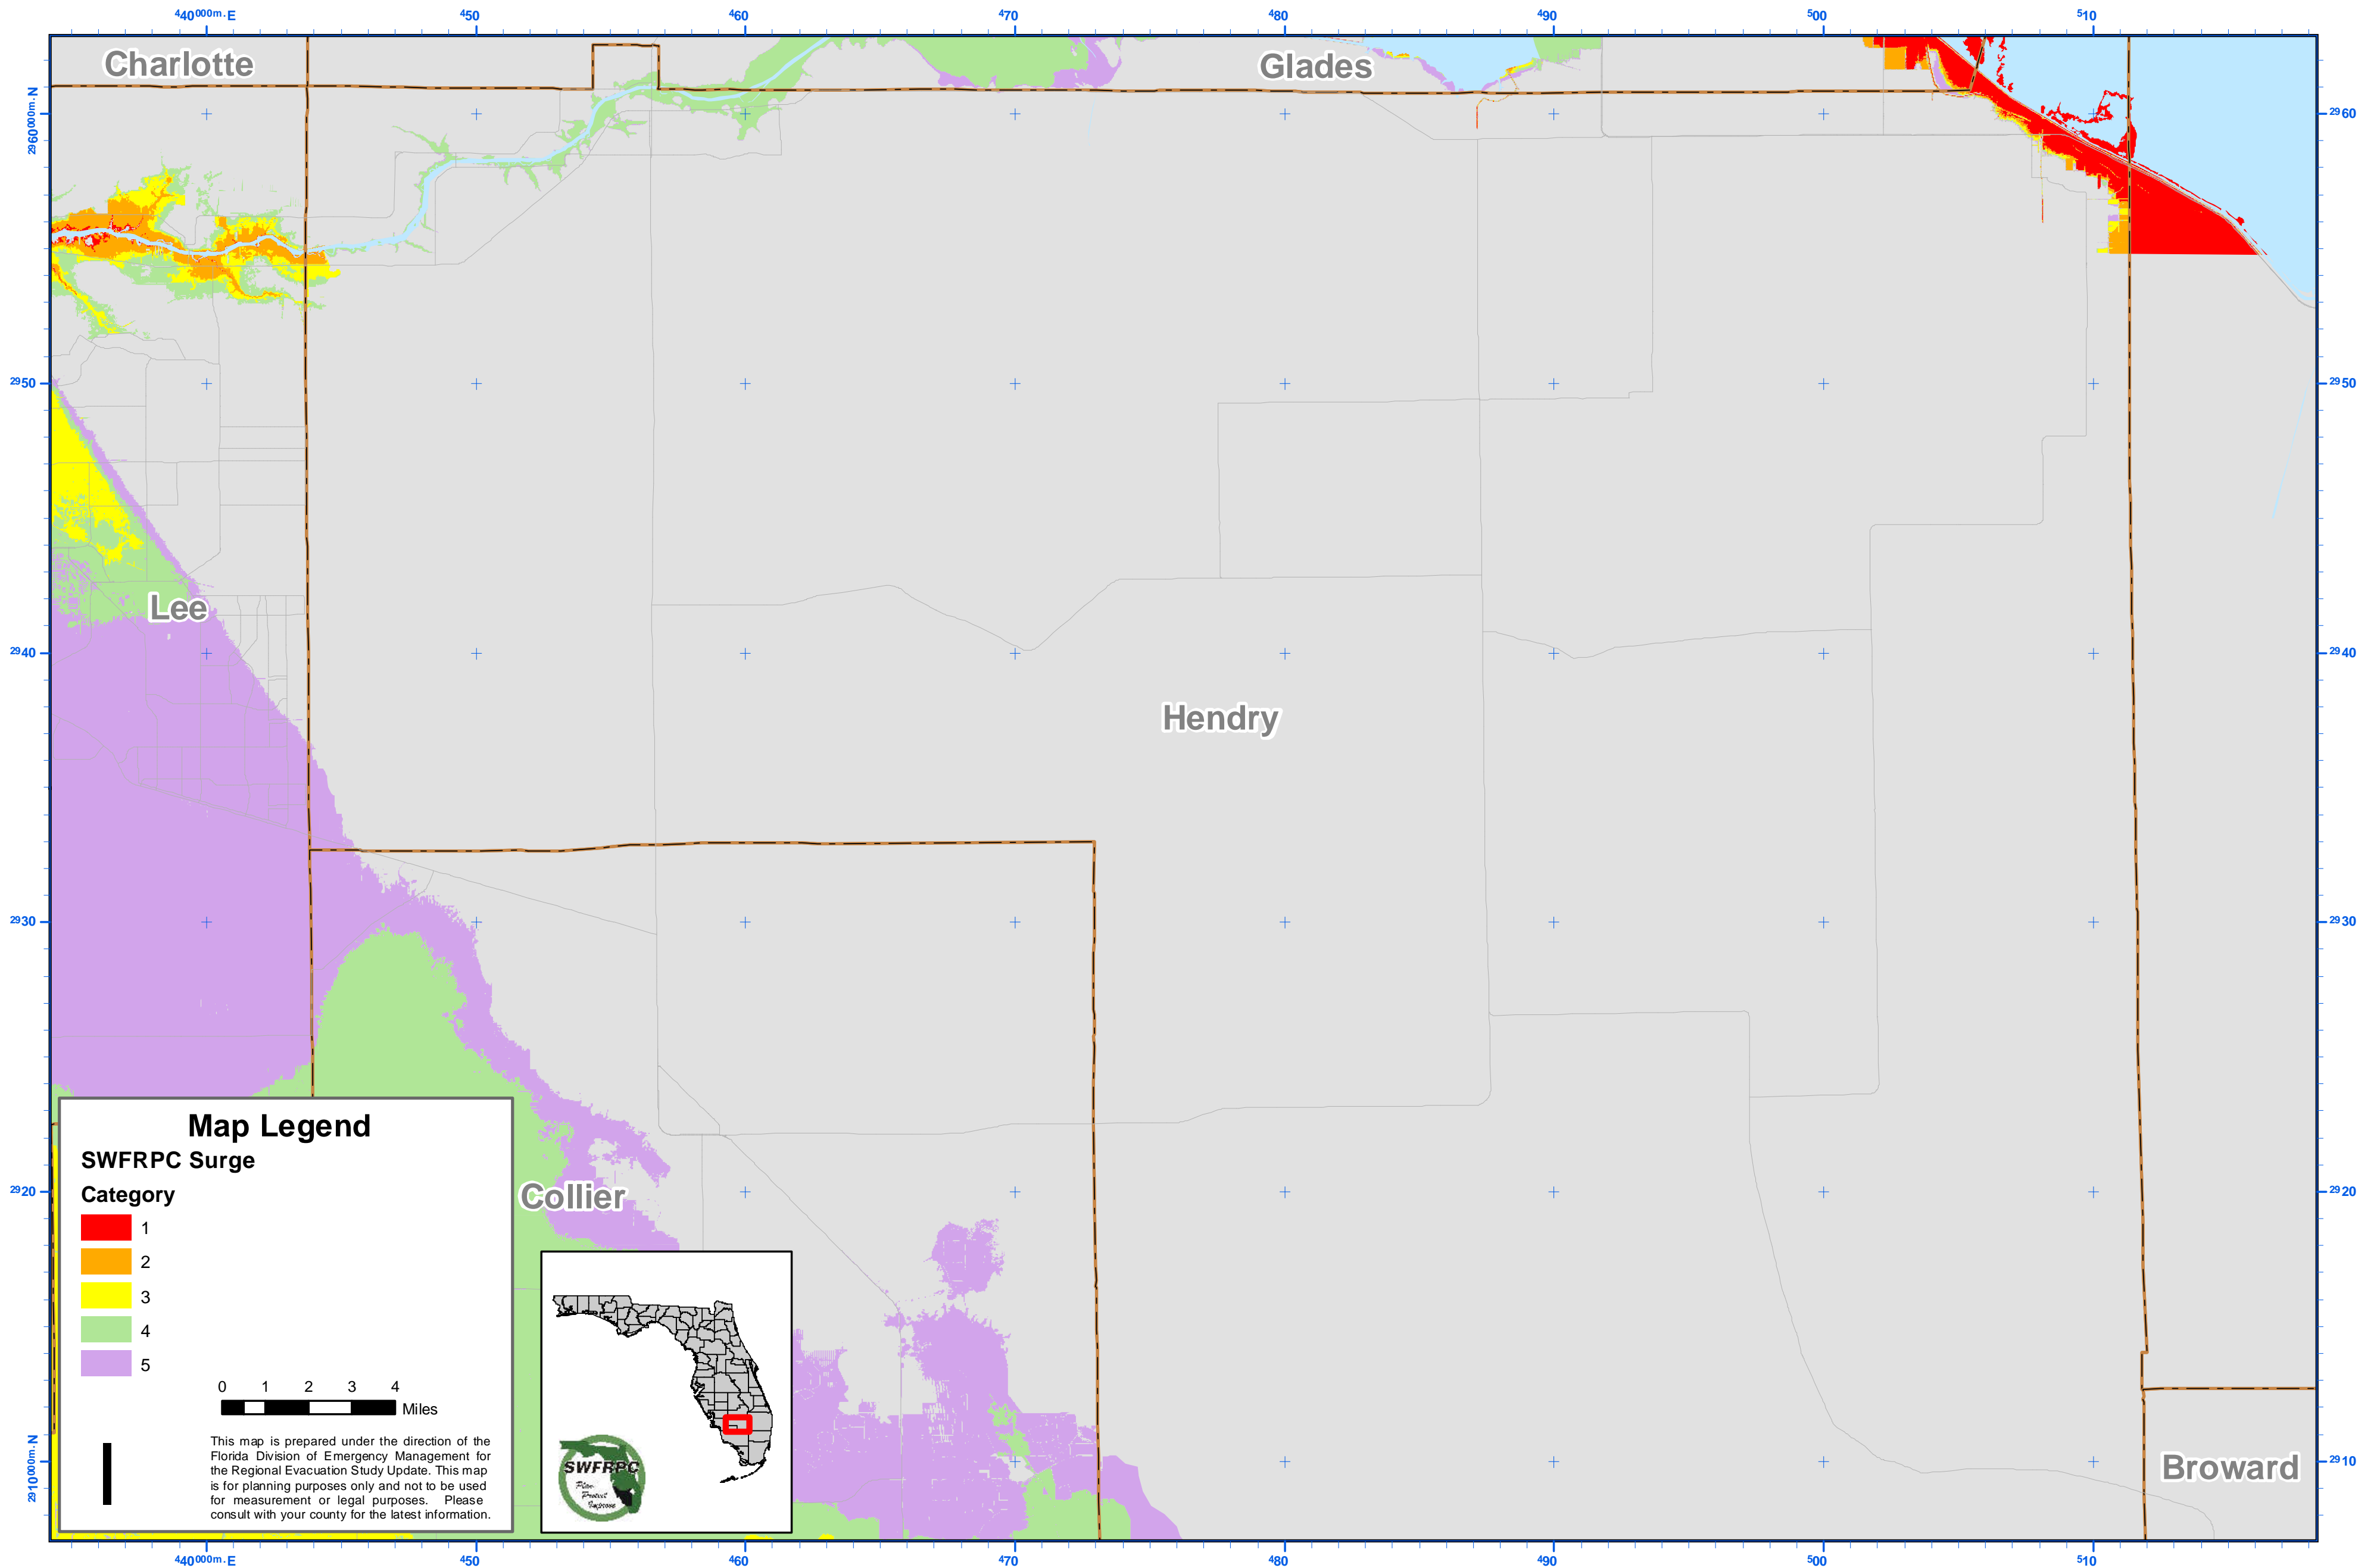 440000m.E 450 460 470 480 490 500 510
Charlotte
Glades
2960000m.N
2960
2950
2950
Lee
2940
2940
Hendry
2930
2930
2920
2920
Collier
Map Legend
SWFRPC Surge
Category
1
2
3
4
5
0 1 2 3 4
Miles
This map is prepared under the direction of the
Florida Division of Emergency Management for
the Regional Evacuation Study Update. This map
is for planning purposes only and not to be used
for measurement or legal purposes. Please
consult with your county for the latest information.
SWFRPC
Plan
Protect
Improve
2910000m.N
2910
Broward
440000m.E 450 460 470 480 490 500 510